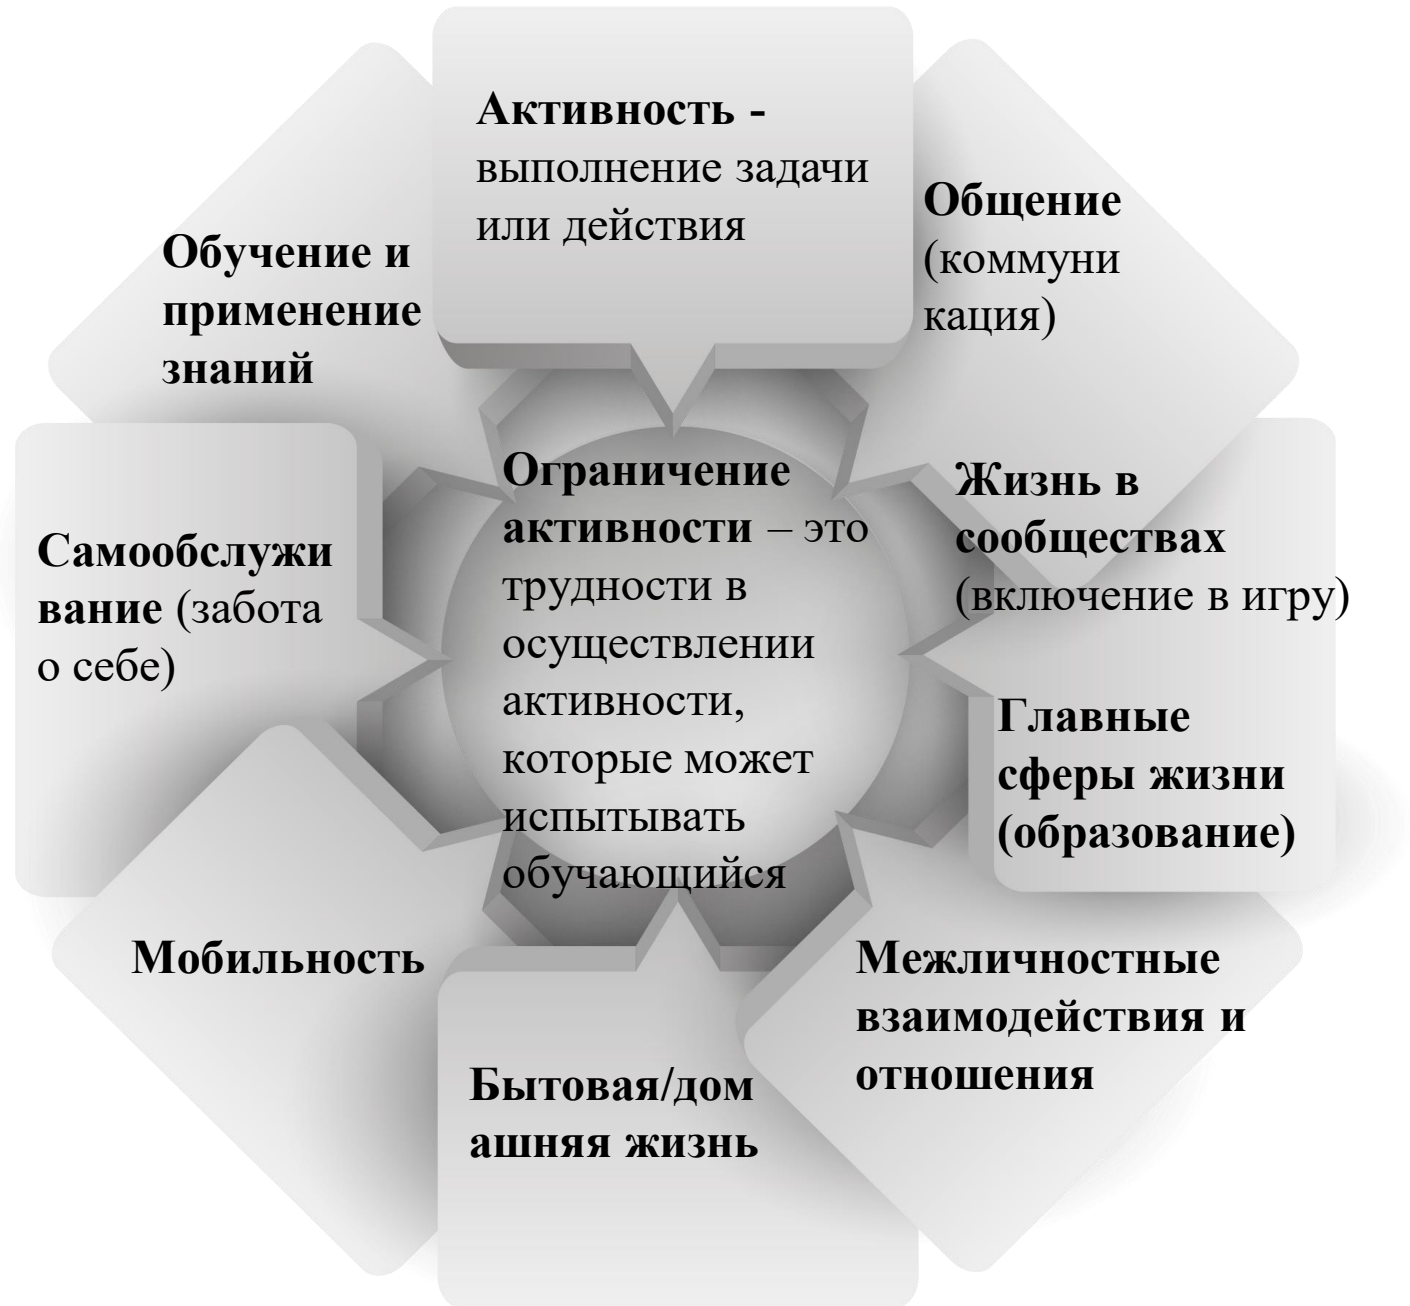 Активность -
выполнение задачи
или действия
Общение
(коммуни
кация)
Обучение и
применение
знаний
Ограничение
активности – это
трудности в
осуществлении
активности,
которые может
испытывать
обучающийся
Жизнь в
сообществах
(включение в игру)
Самообслужи
вание (забота
о себе)
Главные
сферы жизни
(образование)
Мобильность
Межличностные
взаимодействия и
отношения
Бытовая/дом
ашняя жизнь